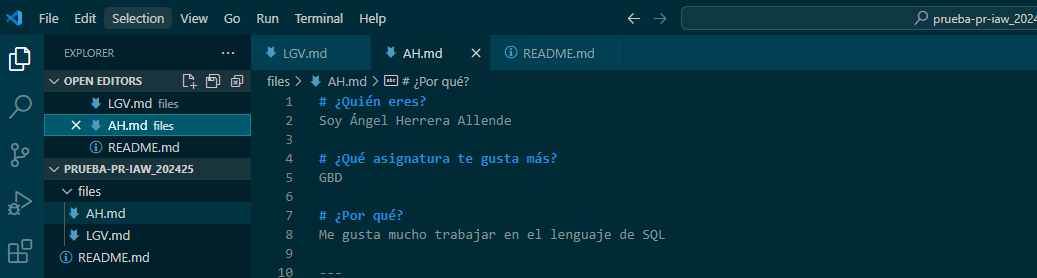 File Edit Selection View Go Run Terminal Help
prueba-pr-iaw_2024
EXPLORER
OPEN EDITORS
LGV.md files
AH.md files
README.md
PRUEBA-PR-IAW_202425
files
AH.md
LGV.md
README.md
LGV.md AH.md README.md
files > AH.md > # ¿Por qué?
1 # ¿Quién eres?
2 Soy Ángel Herrera Allende
3
4 # ¿Qué asignatura te gusta más?
5 GBD
6
7 # ¿Por qué?
8 Me gusta mucho trabajar en el lenguaje de SQL
9
10 ---